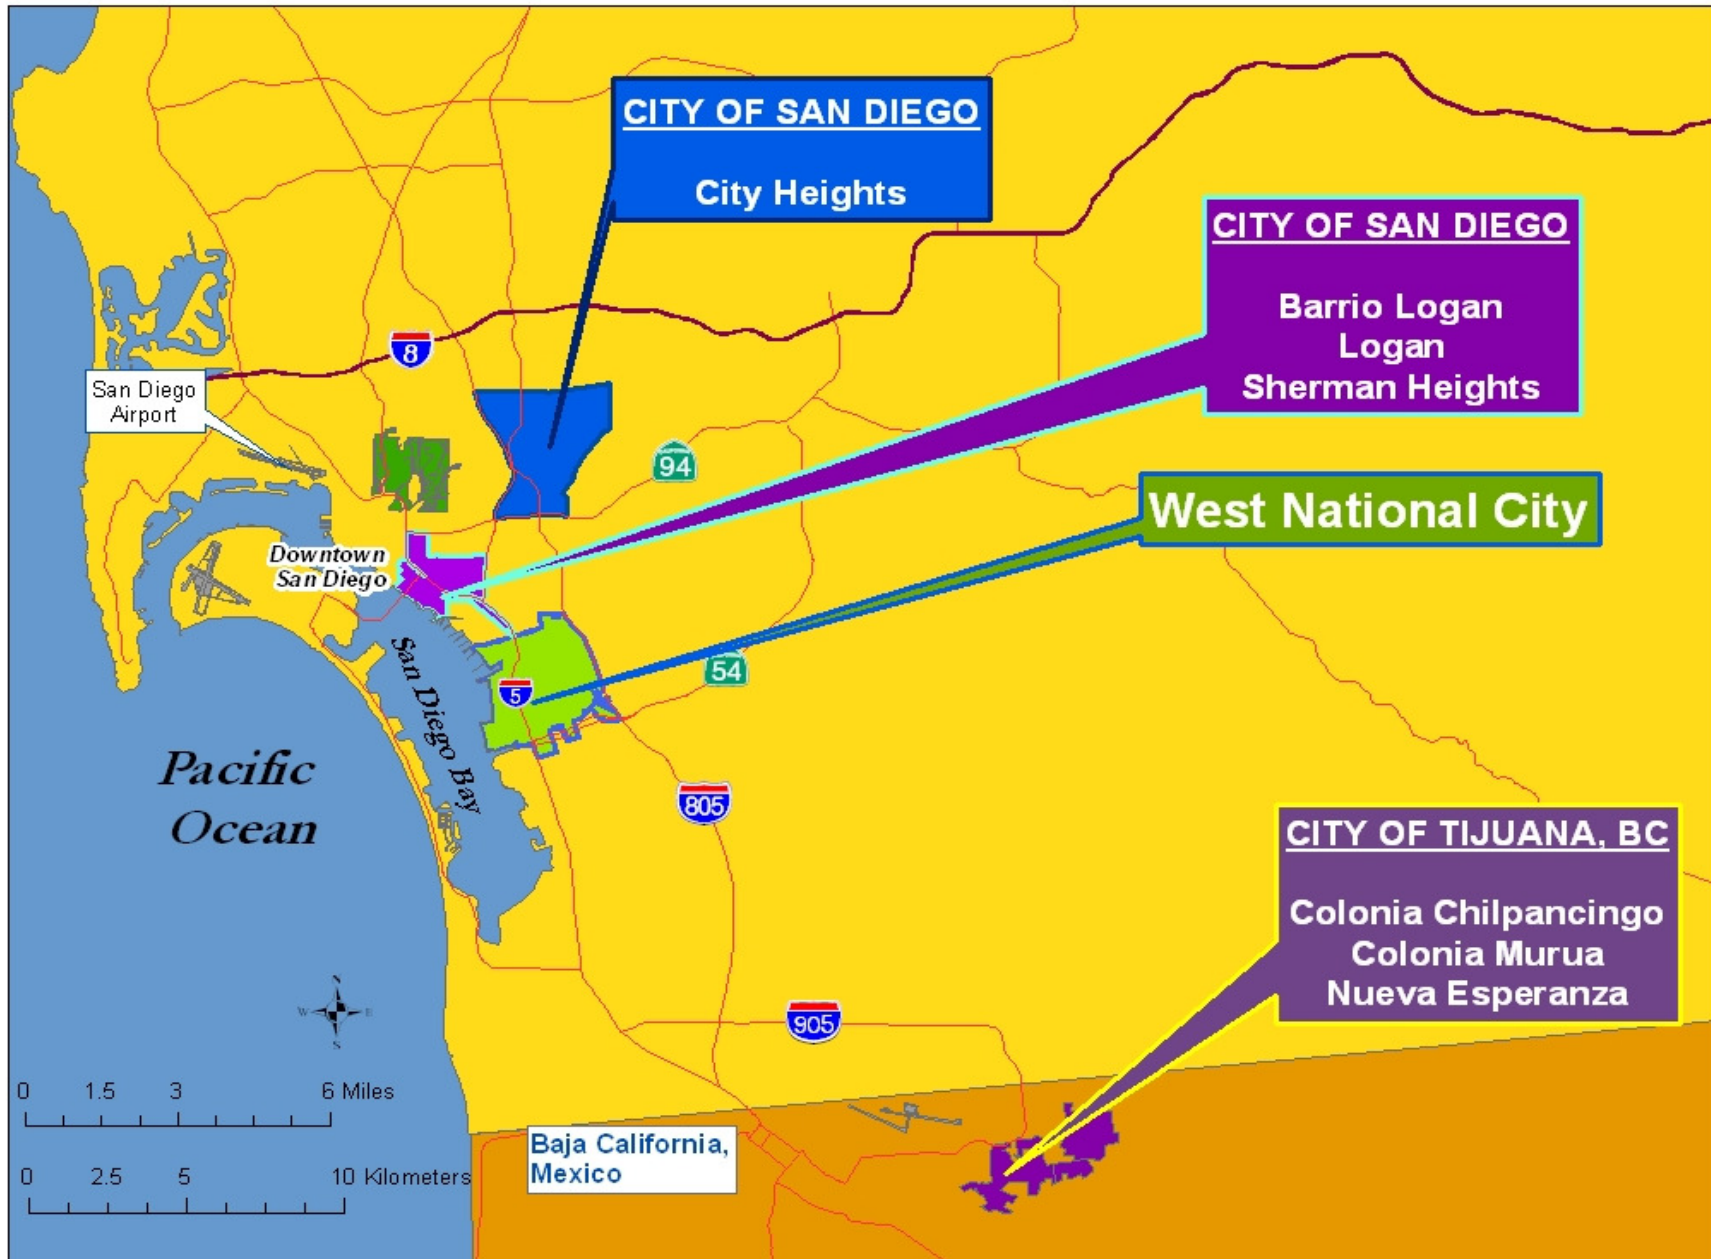 CITY OF SAN DIEGO
City Heights
CITY OF SAN DIEGO
Barrio Logan
Logan
Sherman Heights
8
San Diego
Airport
94
West National City
Downtown
San Diego
54
5
San Diego Bay
Pacific
Ocean
805
CITY OF TIJUANA, BC
Colonia Chilpancingo
Colonia Murua
Nueva Esperanza
N
W E
S
905
0 1.5 3 6 Miles
0 2.5 5 10 Kilometers
Baja California,
Mexico